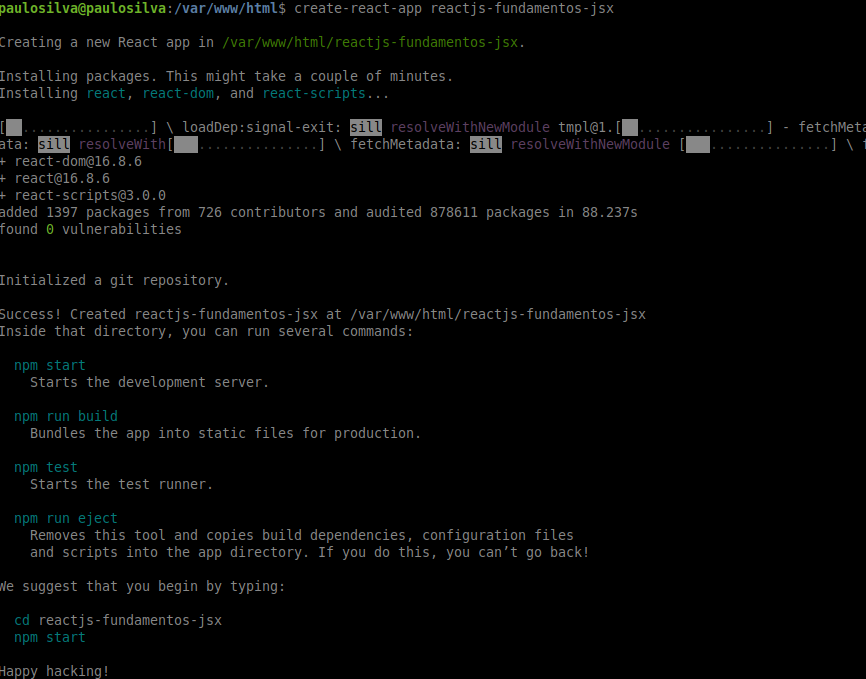 paulosilva@paulosilva:/var/www/html$ create-react-app reactjs-fundamentos-jsx
Creating a new React app in /var/www/html/reactjs-fundamentos-jsx.
Installing packages. This might take a couple of minutes.
Installing react, react-dom, and react-scripts...
[ ................] \ loadDep:signal-exit: sill resolveWithNewModule tmpl@1.[ ................] - fetchMeta
ata: sill resolveWith[ ...............] \ fetchMetadata: sill resolveWithNewModule [ ...............] \ f
+ react-dom@16.8.6
+ react@16.8.6
+ react-scripts@3.0.0
added 1397 packages from 726 contributors and audited 878611 packages in 88.237s
found 0 vulnerabilities
Initialized a git repository.
Success! Created reactjs-fundamentos-jsx at /var/www/html/reactjs-fundamentos-jsx
Inside that directory, you can run several commands:
npm start
Starts the development server.
npm run build
Bundles the app into static files for production.
npm test
Starts the test runner.
npm run eject
Removes this tool and copies build dependencies, configuration files
and scripts into the app directory. If you do this, you can’t go back!
We suggest that you begin by typing:
cd reactjs-fundamentos-jsx
npm start
Happy hacking!